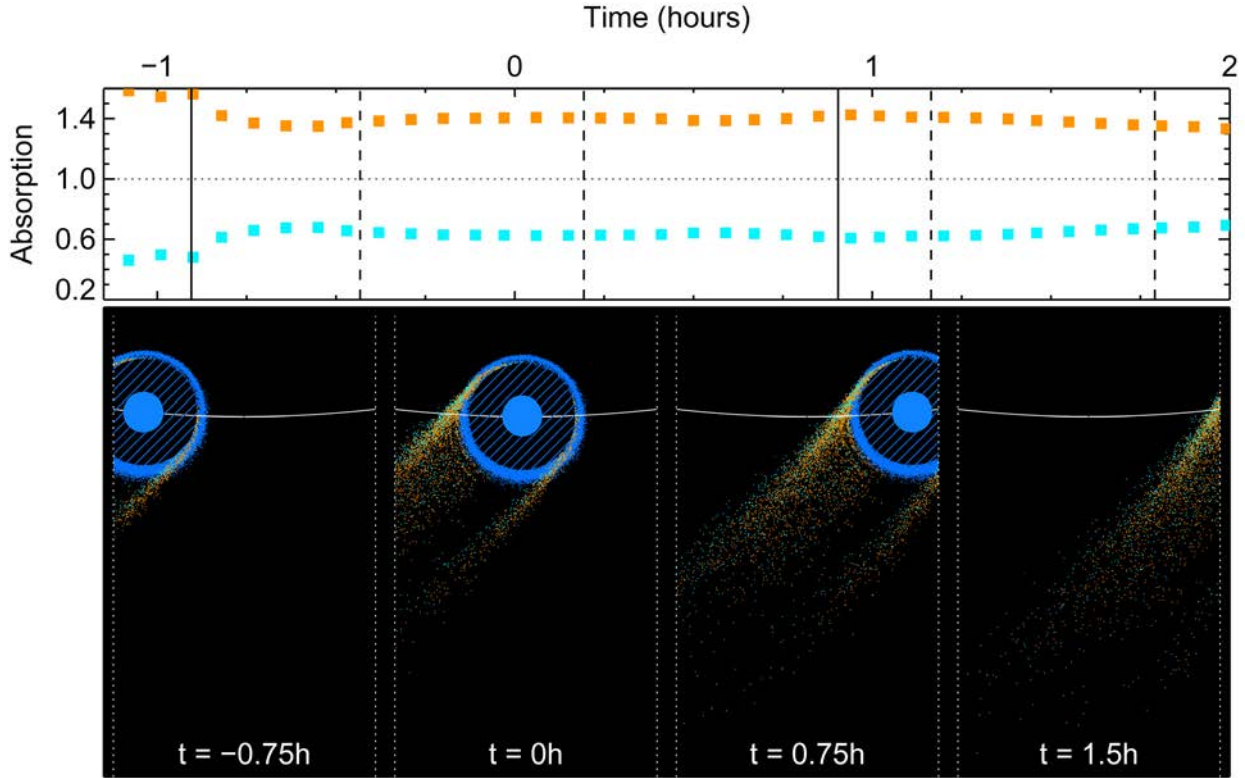 Time (hours)
−1 0 1 2
Absorption
1.4
1.0
0.6
0.2
t = −0.75h t = 0h t = 0.75h t = 1.5h